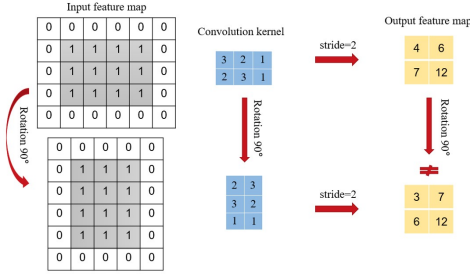 Input feature map
0 0 0 0 0 0
0 1 1 1 1 0
0 1 1 1 1 0
0 1 1 1 1 0
0 0 0 0 0 0
Rotation 90°
0 0 0 0 0
0 1 1 1 0
0 1 1 1 0
0 1 1 1 0
0 1 1 1 0
0 0 0 0 0
Convolution kernel
3 2 1
2 3 1
Rotation 90°
2 3
3 2
1 1
stride=2
stride=2
Output feature map
4 6
7 12
Rotation 90°
≠
3 7
6 12